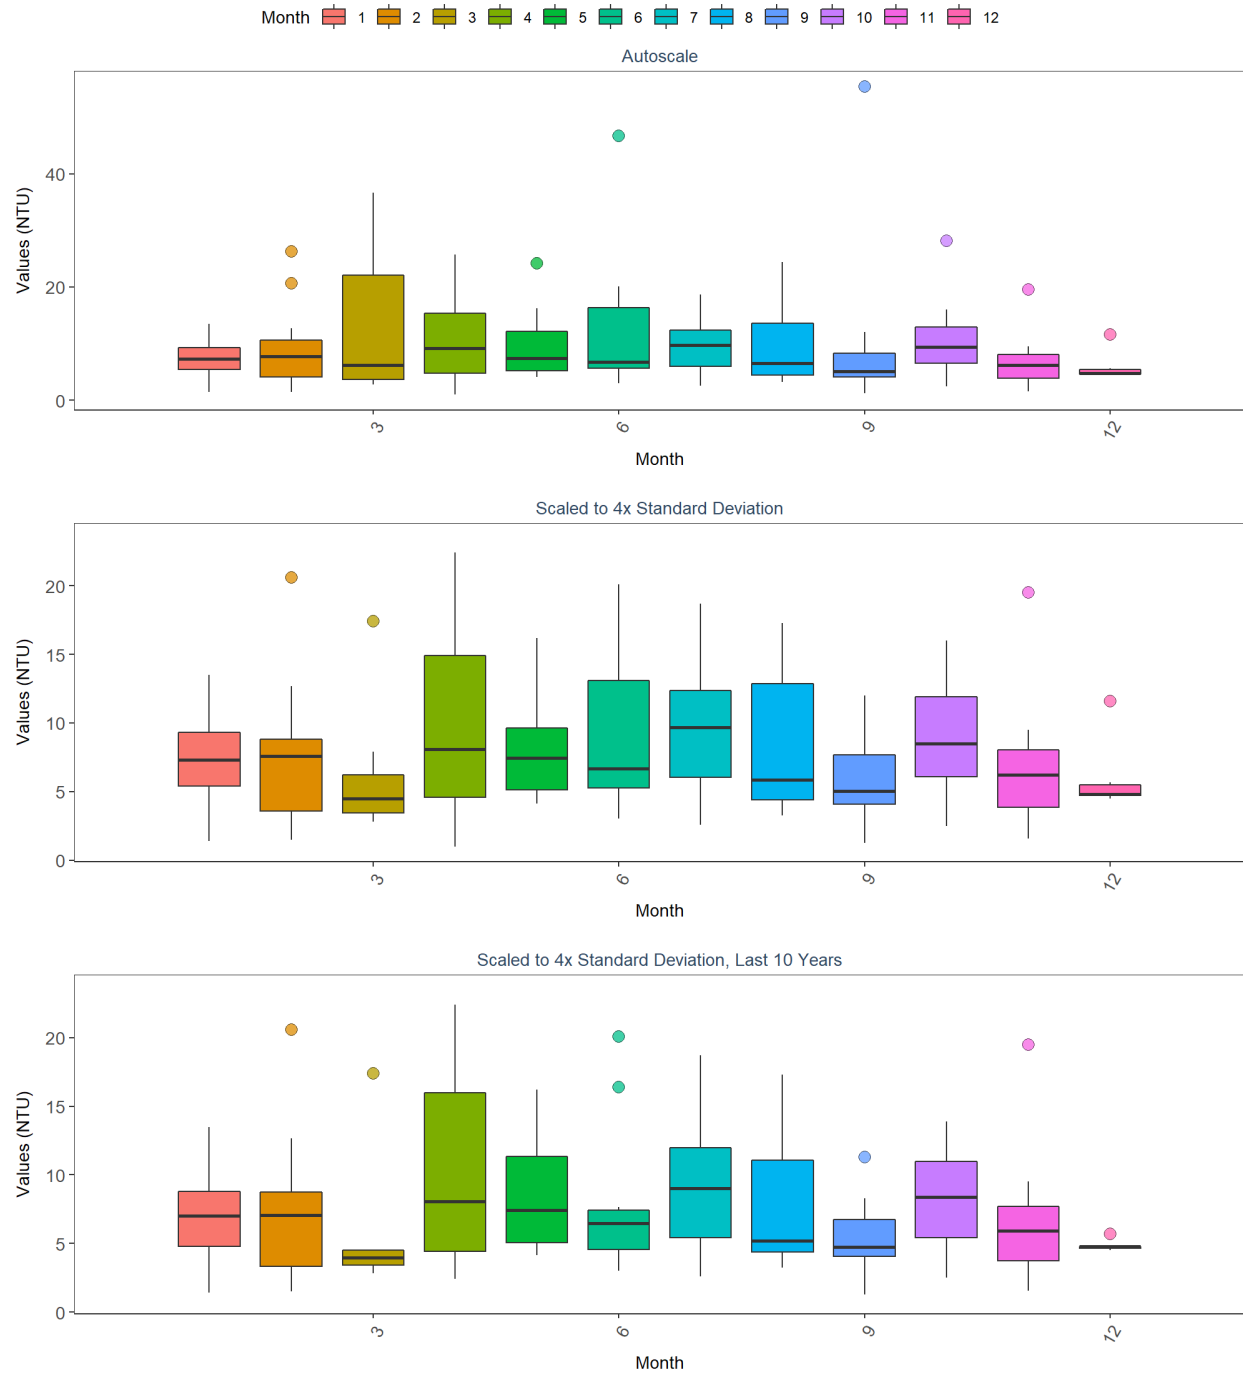 Month 1 2 3 4 5 6 7 8 9 10 11 12
Autoscale
Values (NTU)
40
20
0
3 6 9 12
Month
Scaled to 4x Standard Deviation
Values (NTU)
20
15
10
5
0
3 6 9 12
Month
Scaled to 4x Standard Deviation, Last 10 Years
Values (NTU)
20
15
10
5
0
3 6 9 12
Month